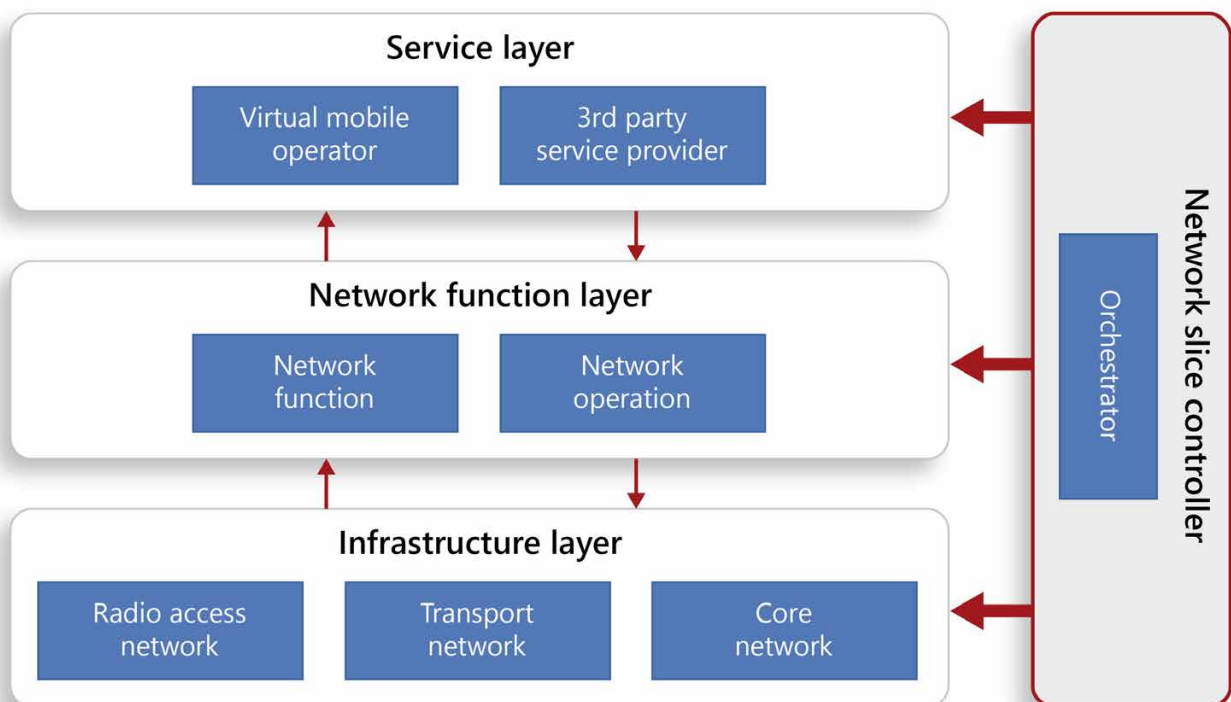 Service layer
Virtual mobile
operator
3rd party
service provider
Network function layer
Network
function
Network
operation
Infrastructure layer
Radio access
network
Transport
network
Core
network
Orchestrator
Network slice controller